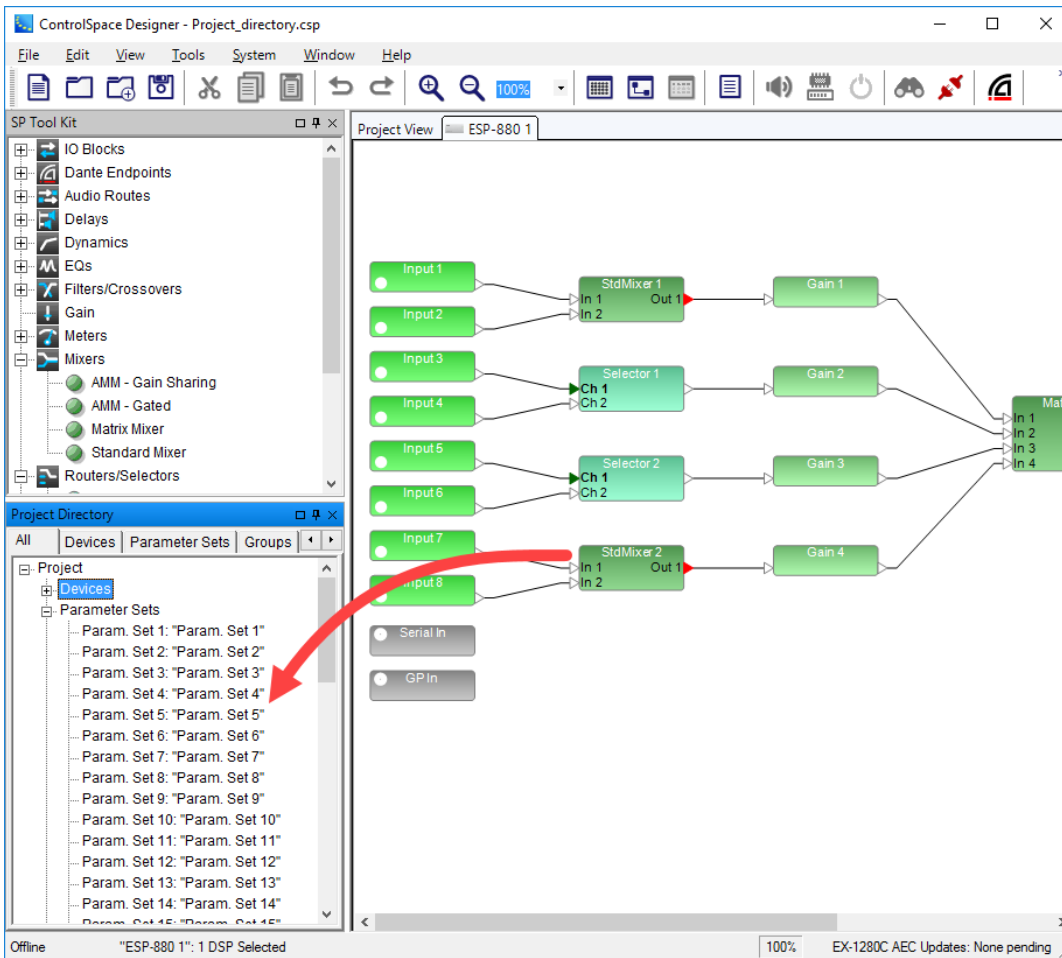 ControlSpace Designer - Project_directory.csp
File Edit View Tools System Window Help
100%
SP Tool Kit
IO Blocks
Dante Endpoints
Audio Routes
Delays
Dynamics
EQs
Filters/Crossovers
Gain
Meters
Mixers
AMM - Gain Sharing
AMM - Gated
Matrix Mixer
Standard Mixer
Routers/Selectors
Project Directory
All Devices Parameter Sets Groups
Project
Devices
Parameter Sets
Param. Set 1: "Param. Set 1"
Param. Set 2: "Param. Set 2"
Param. Set 3: "Param. Set 3"
Param. Set 4: "Param. Set 4"
Param. Set 5: "Param. Set 5"
Param. Set 6: "Param. Set 6"
Param. Set 7: "Param. Set 7"
Param. Set 8: "Param. Set 8"
Param. Set 9: "Param. Set 9"
Param. Set 10: "Param. Set 10"
Param. Set 11: "Param. Set 11"
Param. Set 12: "Param. Set 12"
Param. Set 13: "Param. Set 13"
Param. Set 14: "Param. Set 14"
Param. Set 15: "Param. Set 15"
Project View ESP-880 1
Input 1
Input 2
Input 3
Input 4
Input 5
Input 6
Input 7
Input 8
Serial In
GP In
StdMixer 1
In 1 Out 1
In 2
Selector 1
Ch 1
Ch 2
Selector 2
Ch 1
Ch 2
StdMixer 2
In 1 Out 1
In 2
Gain 1
Gain 2
Gain 3
Gain 4
Mat
In 1
In 2
In 3
In 4
Offline "ESP-880 1": 1 DSP Selected 100% EX-1280C AEC Updates: None pending